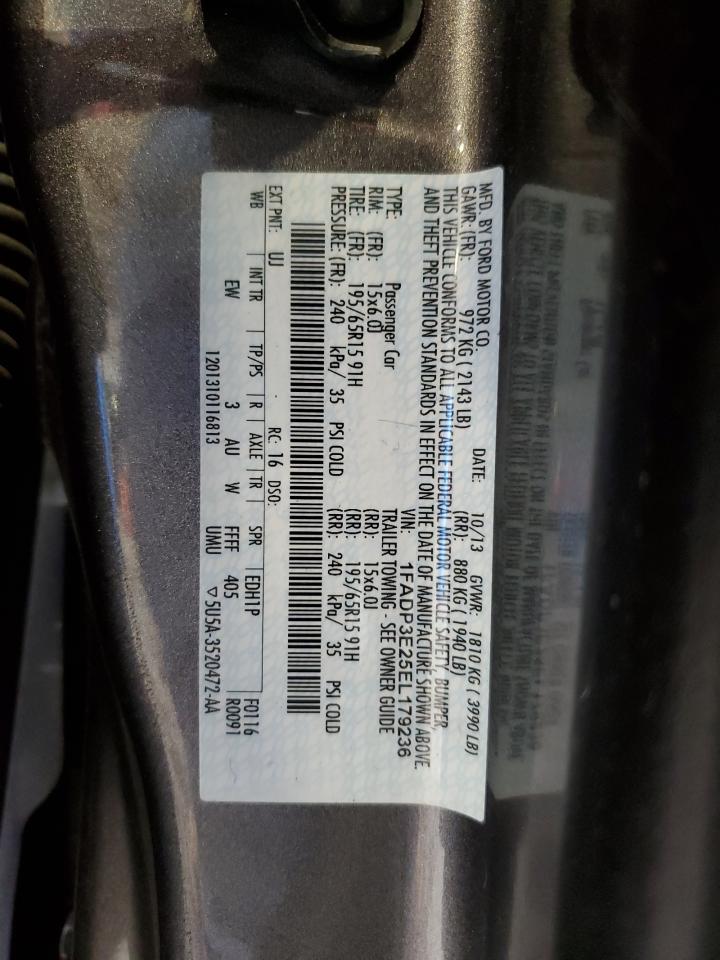 MFD. BY FORD MOTOR CO.
DATE: 10/13 GVWR: 1810 KG ( 3990 LB)
GAWR: (FR): 972 KG ( 2143 LB) (RR): 880 KG ( 1940 LB)
THIS VEHICLE CONFORMS TO ALL APPLICABLE FEDERAL MOTOR VEHICLE SAFETY, BUMPER,
AND THEFT PREVENTION STANDARDS IN EFFECT ON THE DATE OF MANUFACTURE SHOWN ABOVE.
VIN: 1FADP3E25EL179236
TYPE: Passenger Car TRAILER TOWING - SEE OWNER GUIDE
RIM: (FR): 15x6.0J (RR): 15x6.0J
TIRE: (FR): 195/65R15 91H (RR): 195/65R15 91H
PRESSURE: (FR): 240 kPa/ 35 PSI COLD (RR): 240 kPa/ 35 PSI COLD
EXT PNT: UJ RC: 16 DSO: F0116
WB INT TR TP/PS R AXLE TR SPR EDH1P R0091
EW 3 AU W FFFF 405
1201310116813 UMU ▽5U5A-3520472-AA